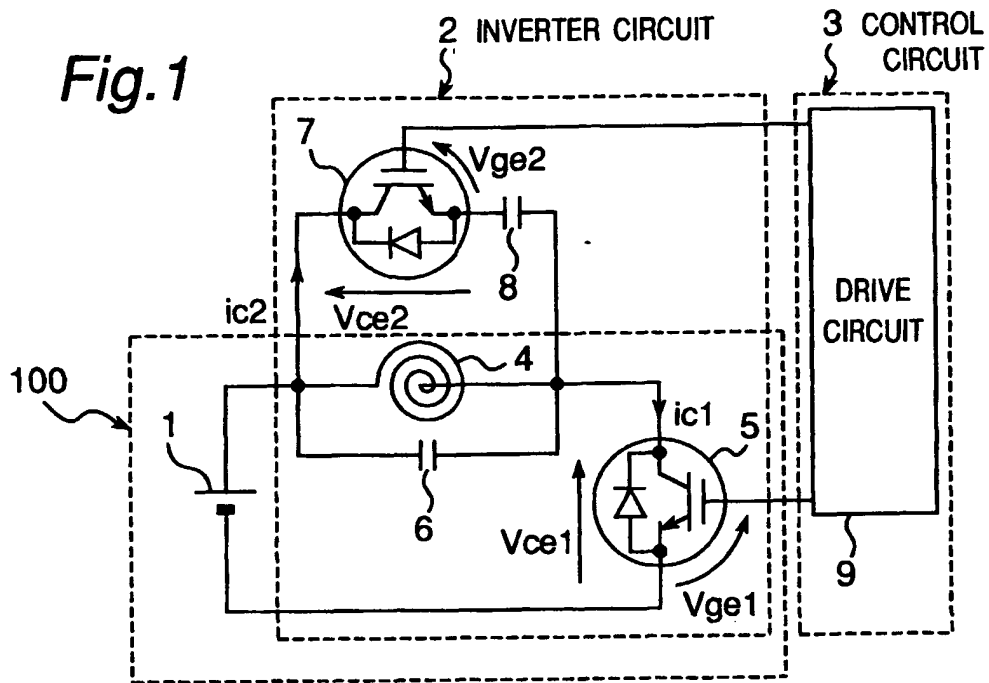 Fig.1
2 INVERTER CIRCUIT
3 CONTROL
CIRCUIT
7
Vge2
8
Vce2
ic2
DRIVE
CIRCUIT
4
100
1
ic1
5
6
Vce1
Vge1
9